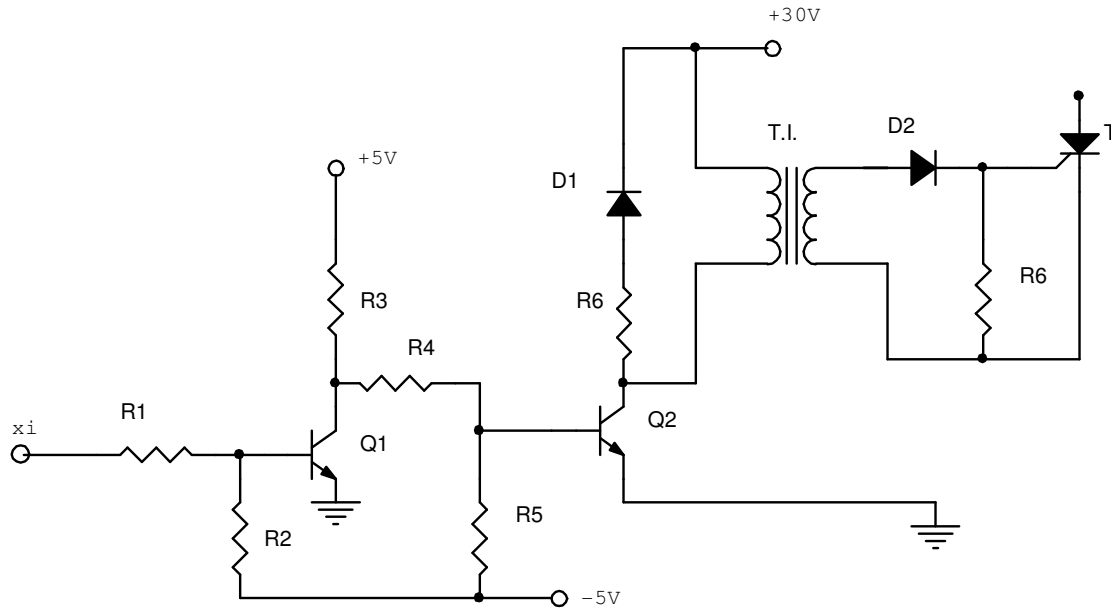 +30V
T.I.
D2
T
+5V
D1
R3
R6
R6
R4
R1
xi
Q1
Q2
R2
R5
-5V